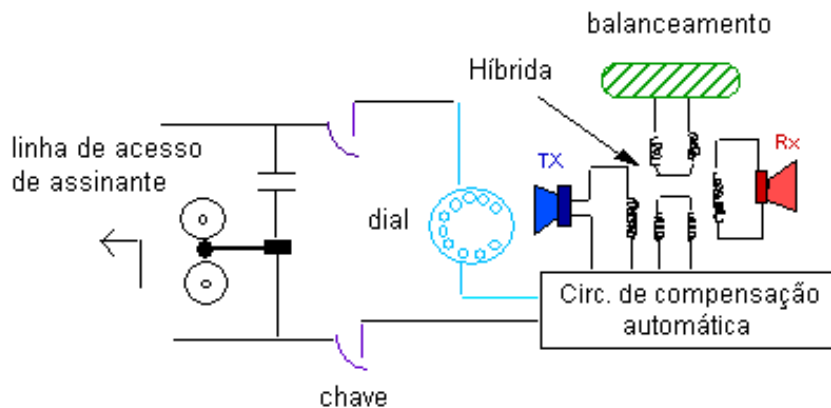 balanceamento
Híbrida
linha de acesso
de assinante
TX
Rx
dial
Circ. de compensação
automática
chave